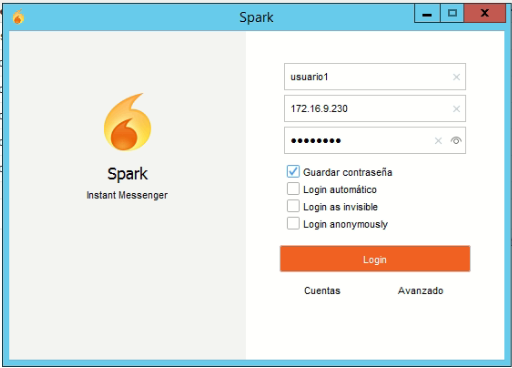 Spark
usuario1
172.16.9.230
••••••••
Spark
Instant Messenger
Guardar contraseña
Login automático
Login as invisible
Login anonymously
Login
Cuentas
Avanzado